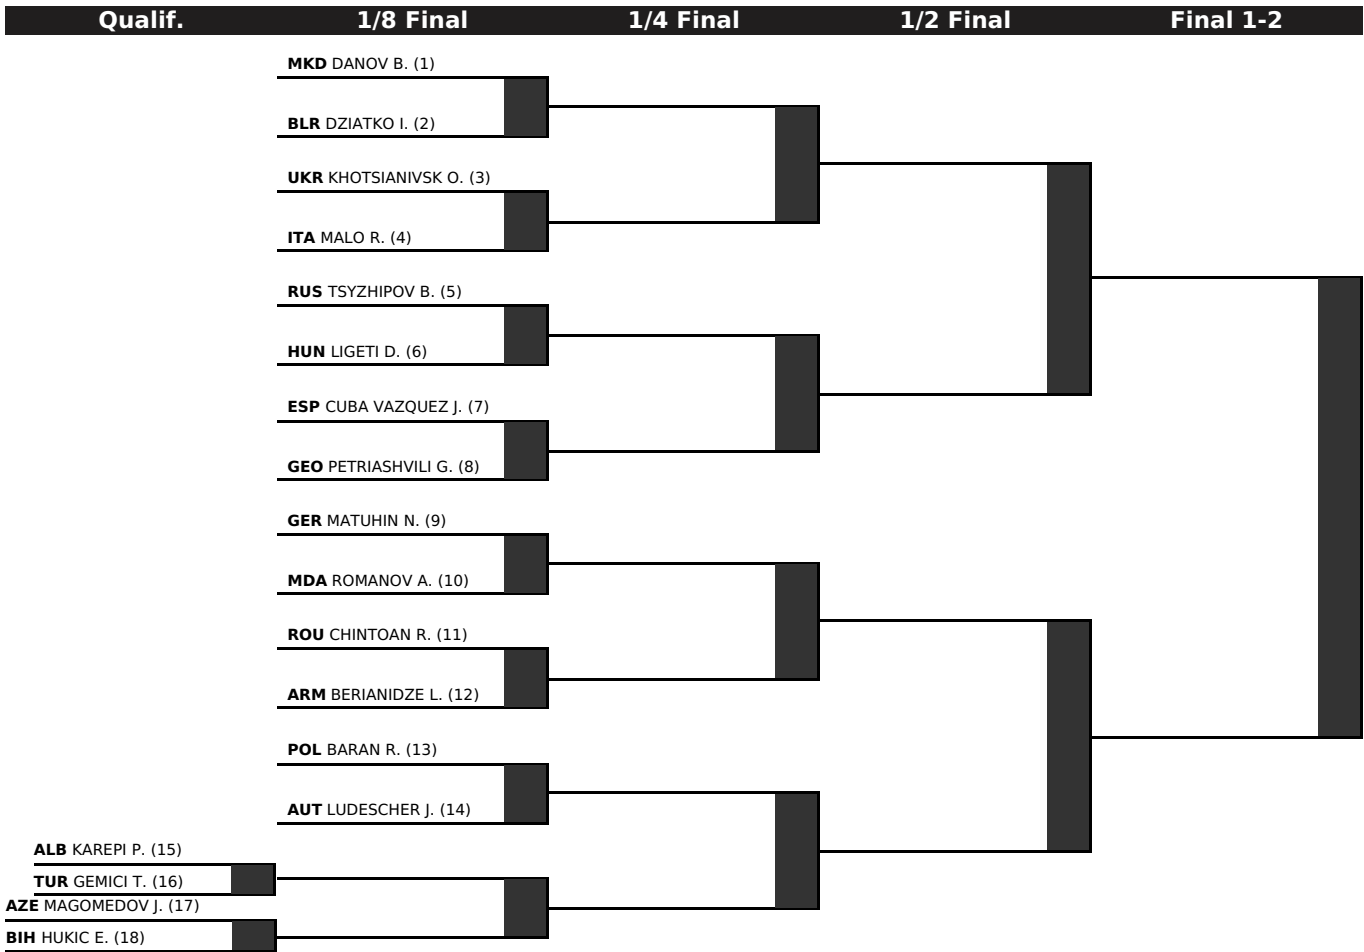 Qualif. 1/8 Final 1/4 Final 1/2 Final Final 1-2
MKD DANOV B. (1)
BLR DZIATKO I. (2)
UKR KHOTSIANIVSK O. (3)
ITA MALO R. (4)
RUS TSYZHIPOV B. (5)
HUN LIGETI D. (6)
ESP CUBA VAZQUEZ J. (7)
GEO PETRIASHVILI G. (8)
GER MATUHIN N. (9)
MDA ROMANOV A. (10)
ROU CHINTOAN R. (11)
ARM BERIANIDZE L. (12)
POL BARAN R. (13)
AUT LUDESCHER J. (14)
ALB KAREPI P. (15)
TUR GEMICI T. (16)
AZE MAGOMEDOV J. (17)
BIH HUKIC E. (18)